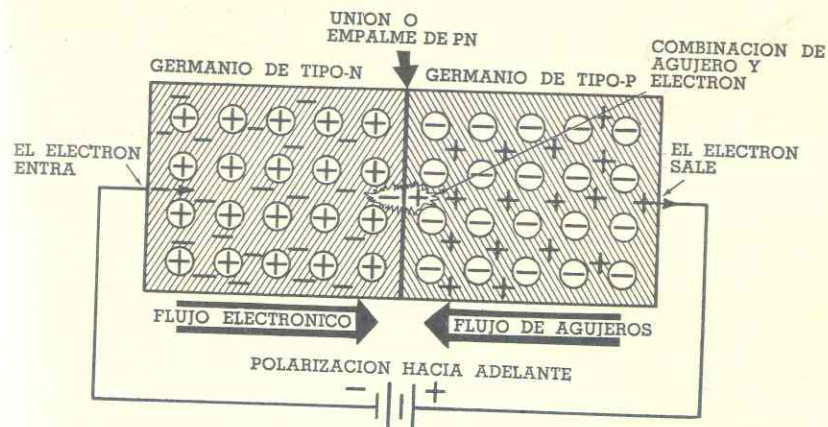 UNION O
EMPALME DE PN
COMBINACION DE
AGUJERO Y
ELECTRON
GERMANIO DE TIPO-N
GERMANIO DE TIPO-P
EL ELECTRON
ENTRA
EL ELECTRON
SALE
FLUJO ELECTRONICO
FLUJO DE AGUJEROS
POLARIZACION HACIA ADELANTE